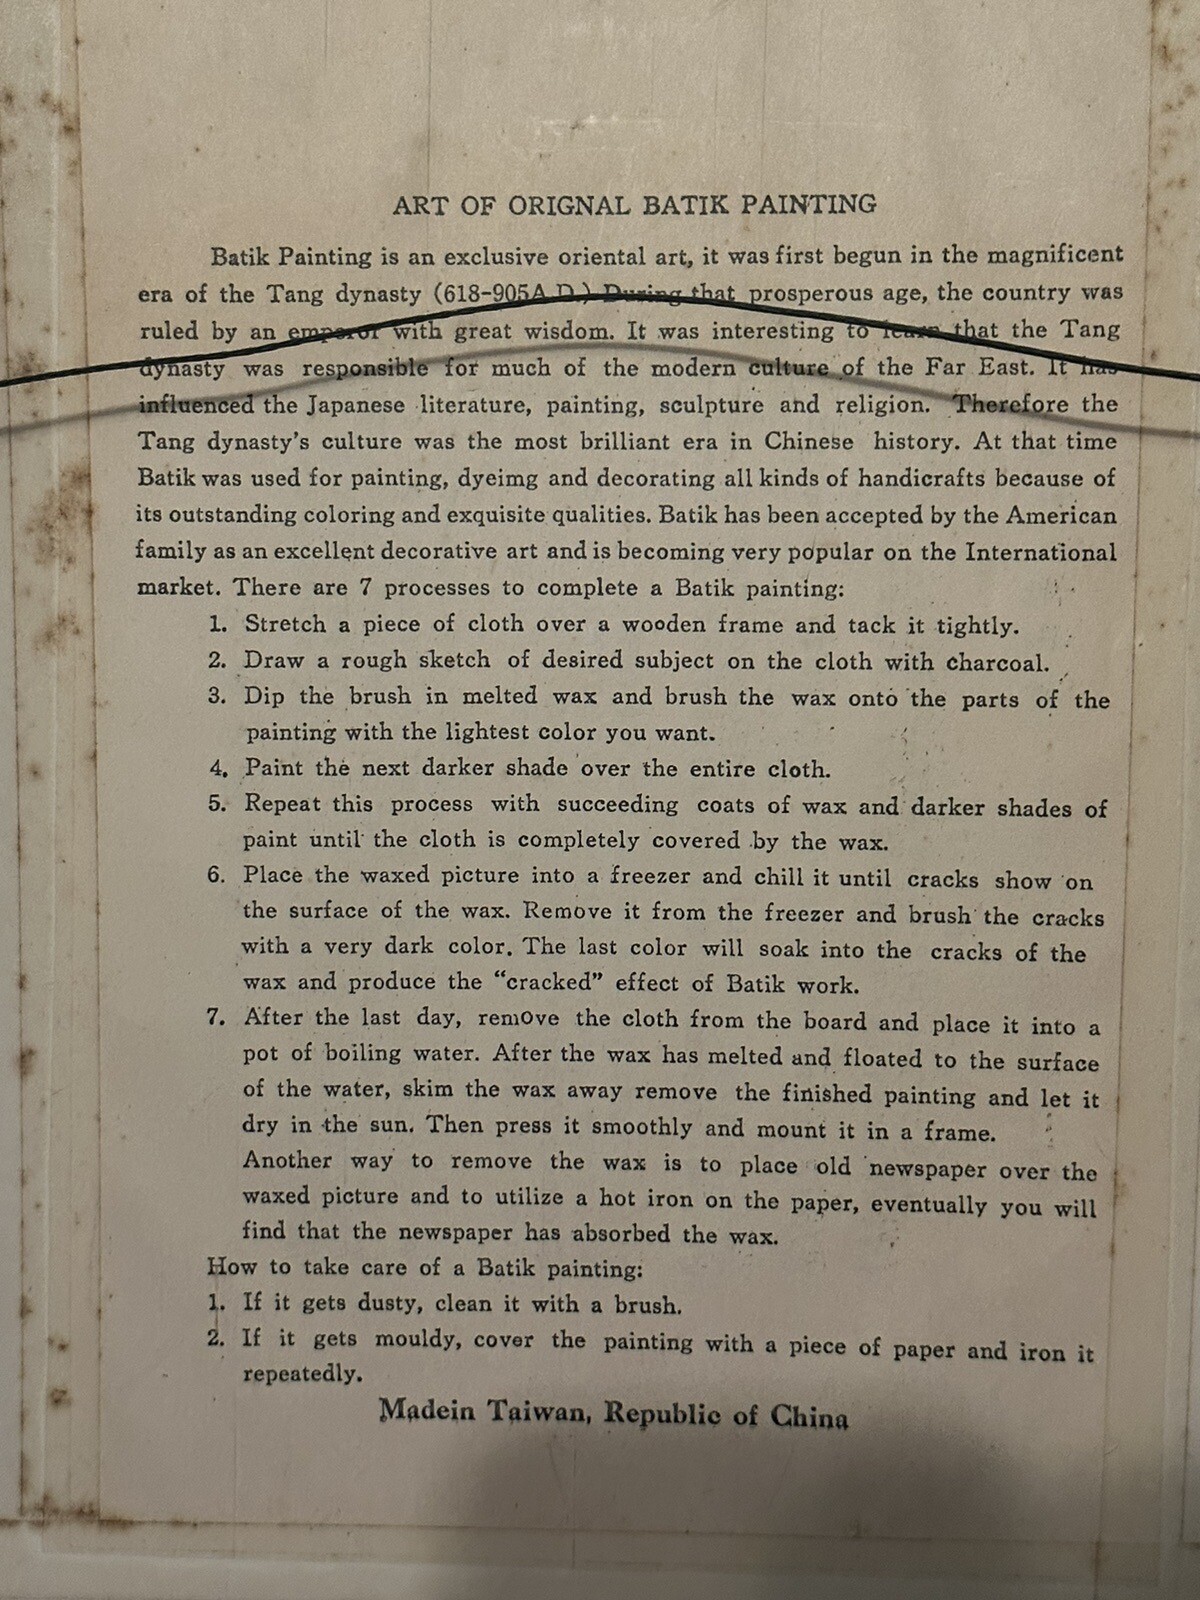 ART OF ORIGNAL BATIK PAINTING
Batik Painting is an exclusive oriental art, it was first begun in the magnificent
era of the Tang dynasty (618-905A.D.) During that prosperous age, the country was
ruled by an emperor with great wisdom. It was interesting to learn that the Tang
dynasty was responsible for much of the modern culture of the Far East. It has
influenced the Japanese literature, painting, sculpture and religion. Therefore the
Tang dynasty's culture was the most brilliant era in Chinese history. At that time
Batik was used for painting, dyeimg and decorating all kinds of handicrafts because of
its outstanding coloring and exquisite qualities. Batik has been accepted by the American
family as an excellent decorative art and is becoming very popular on the International
market. There are 7 processes to complete a Batik painting:
1. Stretch a piece of cloth over a wooden frame and tack it tightly.
2. Draw a rough sketch of desired subject on the cloth with charcoal.
3. Dip the brush in melted wax and brush the wax onto the parts of the
painting with the lightest color you want.
4. Paint the next darker shade over the entire cloth.
5. Repeat this process with succeeding coats of wax and darker shades of
paint until the cloth is completely covered by the wax.
6. Place the waxed picture into a freezer and chill it until cracks show on
the surface of the wax. Remove it from the freezer and brush the cracks
with a very dark color. The last color will soak into the cracks of the
wax and produce the “cracked” effect of Batik work.
7. After the last day, remove the cloth from the board and place it into a
pot of boiling water. After the wax has melted and floated to the surface
of the water, skim the wax away remove the finished painting and let it
dry in the sun. Then press it smoothly and mount it in a frame.
Another way to remove the wax is to place old newspaper over the
waxed picture and to utilize a hot iron on the paper, eventually you will
find that the newspaper has absorbed the wax.
How to take care of a Batik painting:
1. If it gets dusty, clean it with a brush.
2. If it gets mouldy, cover the painting with a piece of paper and iron it
repeatedly.
Madein Taiwan, Republic of China